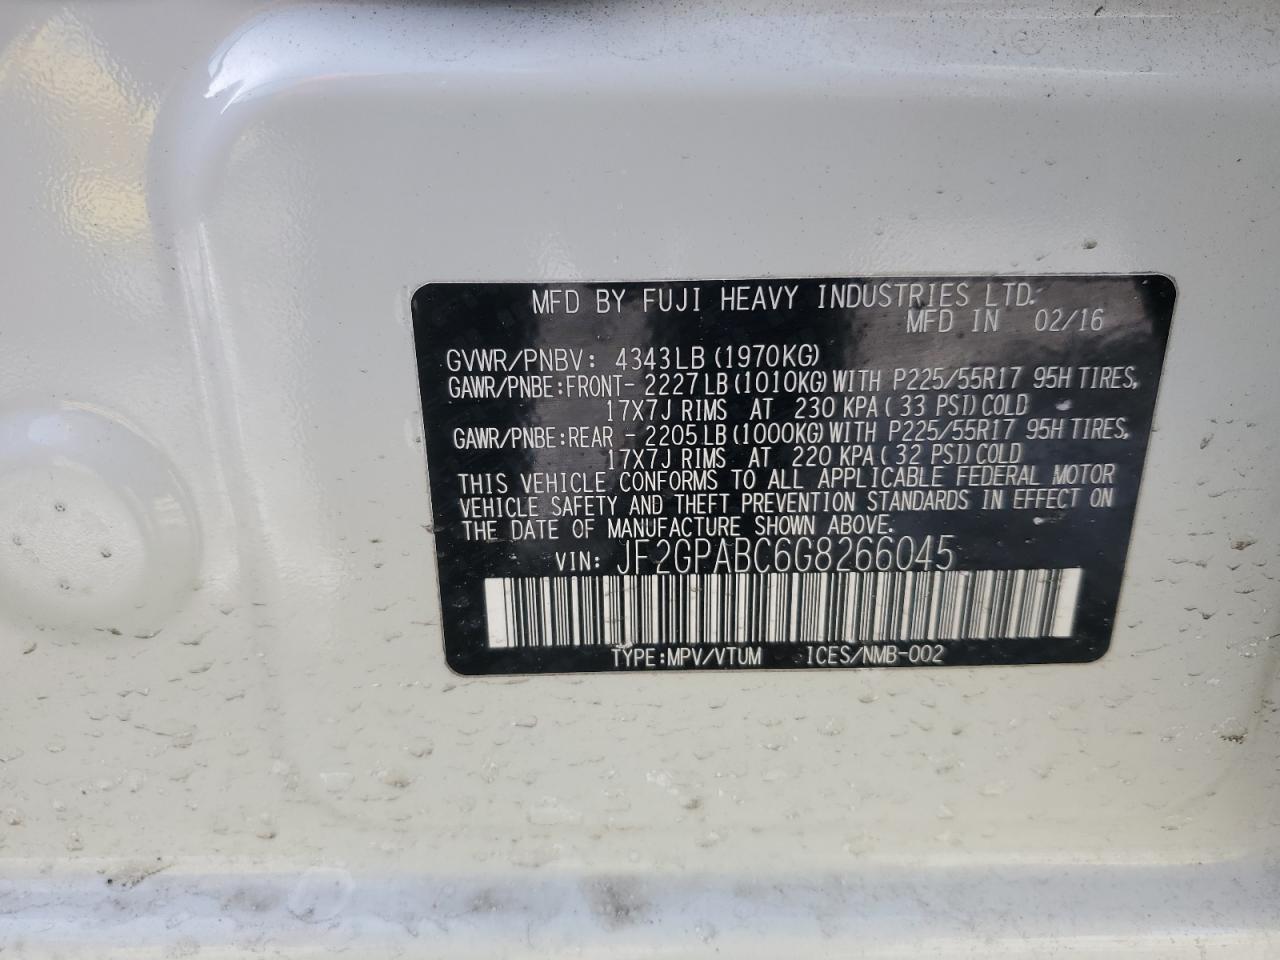 MFD BY FUJI HEAVY INDUSTRIES LTD.
MFD IN 02/16
GVWR/PNBV: 4343LB (1970KG)
GAWR/PNBE:FRONT- 2227LB (1010KG) WITH P225/55R17 95H TIRES,
17X7J RIMS AT 230 KPA ( 33 PSI) COLD
GAWR/PNBE:REAR - 2205LB (1000KG) WITH P225/55R17 95H TIRES,
17X7J RIMS AT 220 KPA ( 32 PSI) COLD
THIS VEHICLE CONFORMS TO ALL APPLICABLE FEDERAL MOTOR
VEHICLE SAFETY AND THEFT PREVENTION STANDARDS IN EFFECT ON
THE DATE OF MANUFACTURE SHOWN ABOVE.
VIN: JF2GPABC6G8266045
TYPE:MPV/VTUM ICES/NMB-002